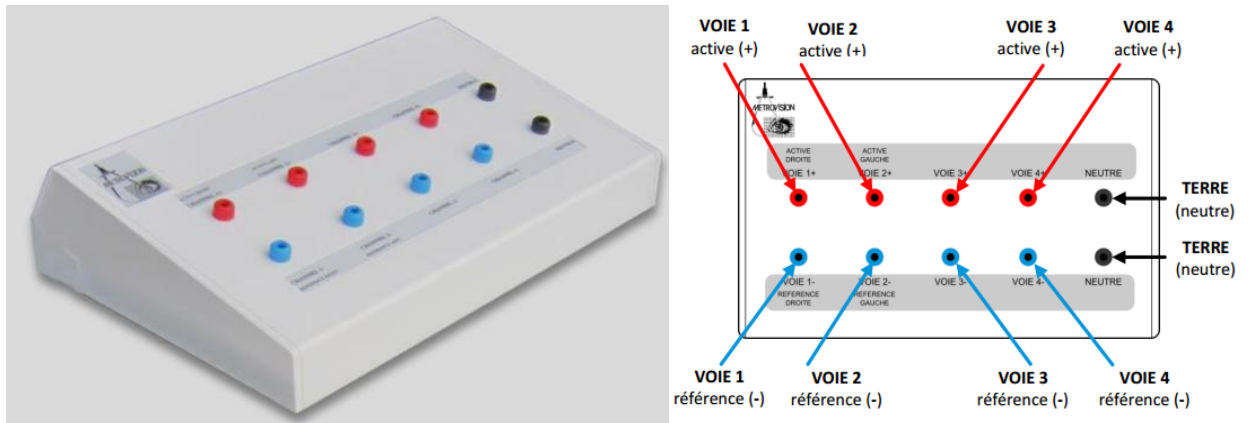 VOIE 1
active (+)
VOIE 2
active (+)
VOIE 3
active (+)
VOIE 4
active (+)
METROVISION
ACTIVE
DROITE
ACTIVE
GAUCHE
VOIE 1+
VOIE 2+
VOIE 3+
VOIE 4+
NEUTRE
TERRE
(neutre)
TERRE
(neutre)
VOIE 1-
VOIE 2-
VOIE 3-
VOIE 4-
NEUTRE
REFERENCE
DROITE
REFERENCE
GAUCHE
VOIE 1
référence (-)
VOIE 2
référence (-)
VOIE 3
référence (-)
VOIE 4
référence (-)